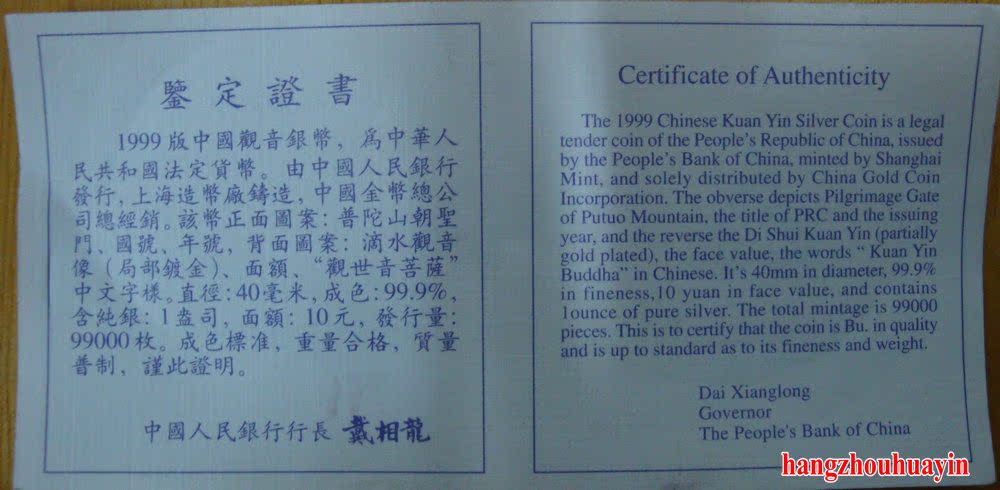 鑒定證書
1999版中國觀音銀幣，為中華人
民共和國法定貨幣。由中國人民銀行
發行，上海造幣廠鑄造，中國金幣總公
司總經銷。該幣正面圖案：普陀山朝聖
門、國號、年號，背面圖案：滴水觀音
像（局部鍍金）、面額、“觀世音菩薩”
中文字樣。直徑：40毫米，成色：99.9%，
含純銀：1盎司，面額：10元，發行量：
99000枚。成色標准，重量合格，質量
普制，謹此證明。
中國人民銀行行長 戴相龍
Certificate of Authenticity
The 1999 Chinese Kuan Yin Silver Coin is a legal
tender coin of the People's Republic of China, issued
by the People's Bank of China, minted by Shanghai
Mint, and solely distributed by China Gold Coin
Incorporation. The obverse depicts Pilgrimage Gate
of Putuo Mountain, the title of PRC and the issuing
year, and the reverse the Di Shui Kuan Yin (partially
gold plated), the face value, the words “ Kuan Yin
Buddha” in Chinese. It's 40mm in diameter, 99.9%
in fineness,10 yuan in face value, and contains
1ounce of pure silver. The total mintage is 99000
pieces. This is to certify that the coin is Bu. in quality
and is up to standard as to its fineness and weight.
Dai Xianglong
Governor
The People's Bank of China
hangzhouhuayin